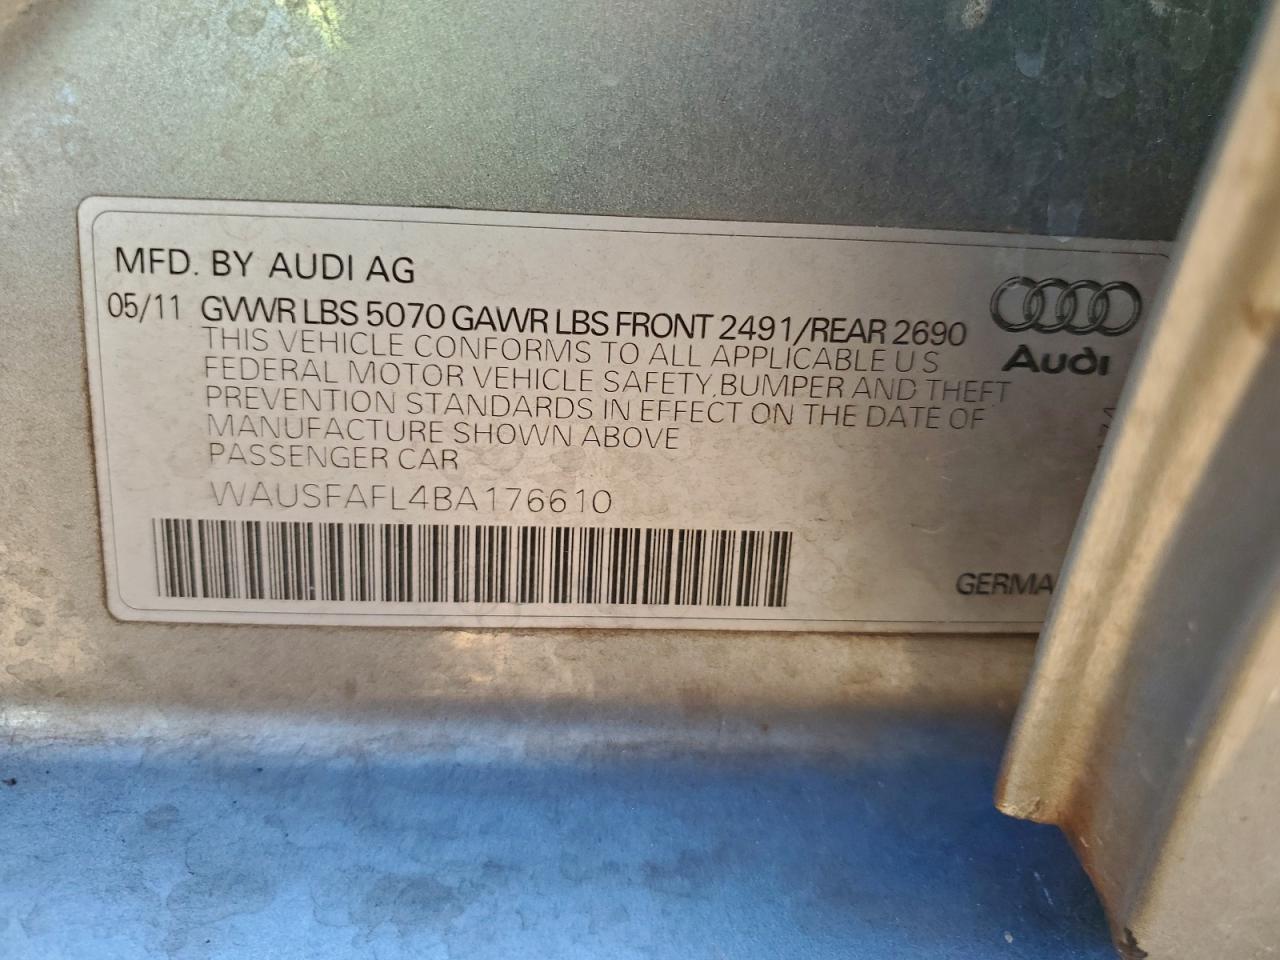 MFD. BY AUDI AG
05/11 GVWR LBS 5070 GAWR LBS FRONT 2491/REAR 2690
THIS VEHICLE CONFORMS TO ALL APPLICABLE U S
FEDERAL MOTOR VEHICLE SAFETY, BUMPER AND THEFT
PREVENTION STANDARDS IN EFFECT ON THE DATE OF
MANUFACTURE SHOWN ABOVE
PASSENGER CAR
WAUSFAFL4BA176610
Audi
GERMA